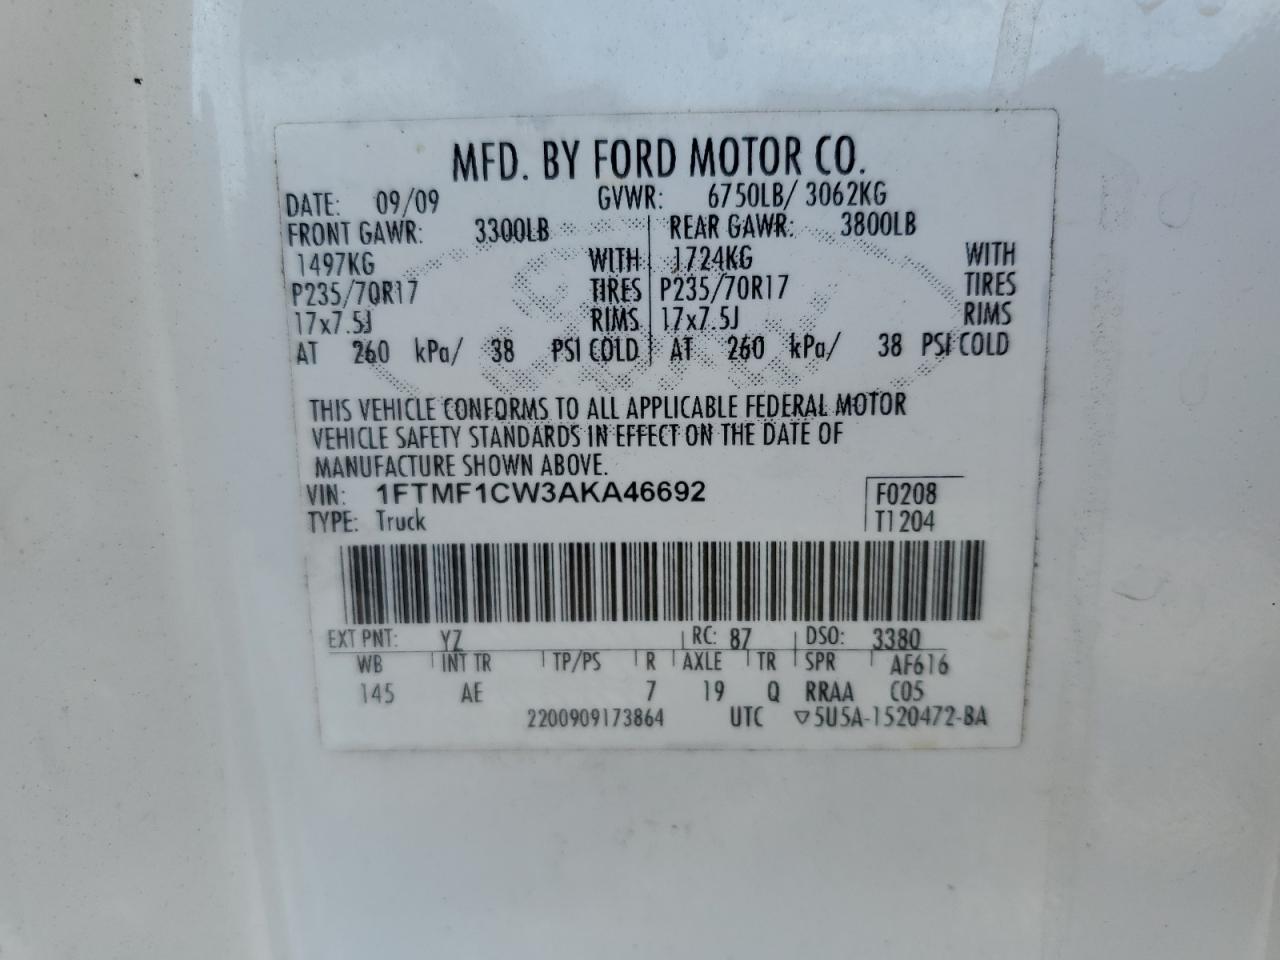 MFD. BY FORD MOTOR CO.
DATE: 09/09 GVWR: 6750LB/ 3062KG
FRONT GAWR: 3300LB REAR GAWR: 3800LB
1497KG WITH 1724KG WITH
P235/70R17 TIRES P235/70R17 TIRES
17x7.5J RIMS 17x7.5J RIMS
AT 260 kPa/ 38 PSI COLD AT 260 kPa/ 38 PSI COLD
THIS VEHICLE CONFORMS TO ALL APPLICABLE FEDERAL MOTOR
VEHICLE SAFETY STANDARDS IN EFFECT ON THE DATE OF
MANUFACTURE SHOWN ABOVE.
VIN: 1FTMF1CW3AKA46692 F0208
TYPE: Truck T1204
EXT PNT: YZ RC: 87 DSO: 3380
WB INT TR TP/PS R AXLE TR SPR AF616
145 AE 7 19 Q RRAA C05
2200909173864 UTC ▽5U5A-1520472-BA